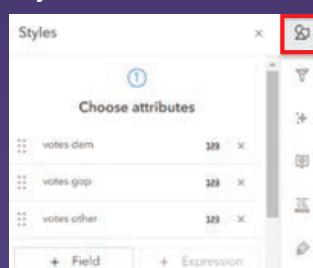 Styles ×
1
Choose attributes
votes dem 123 ×
votes gop 123 ×
votes other 123 ×
+ Field + Expression